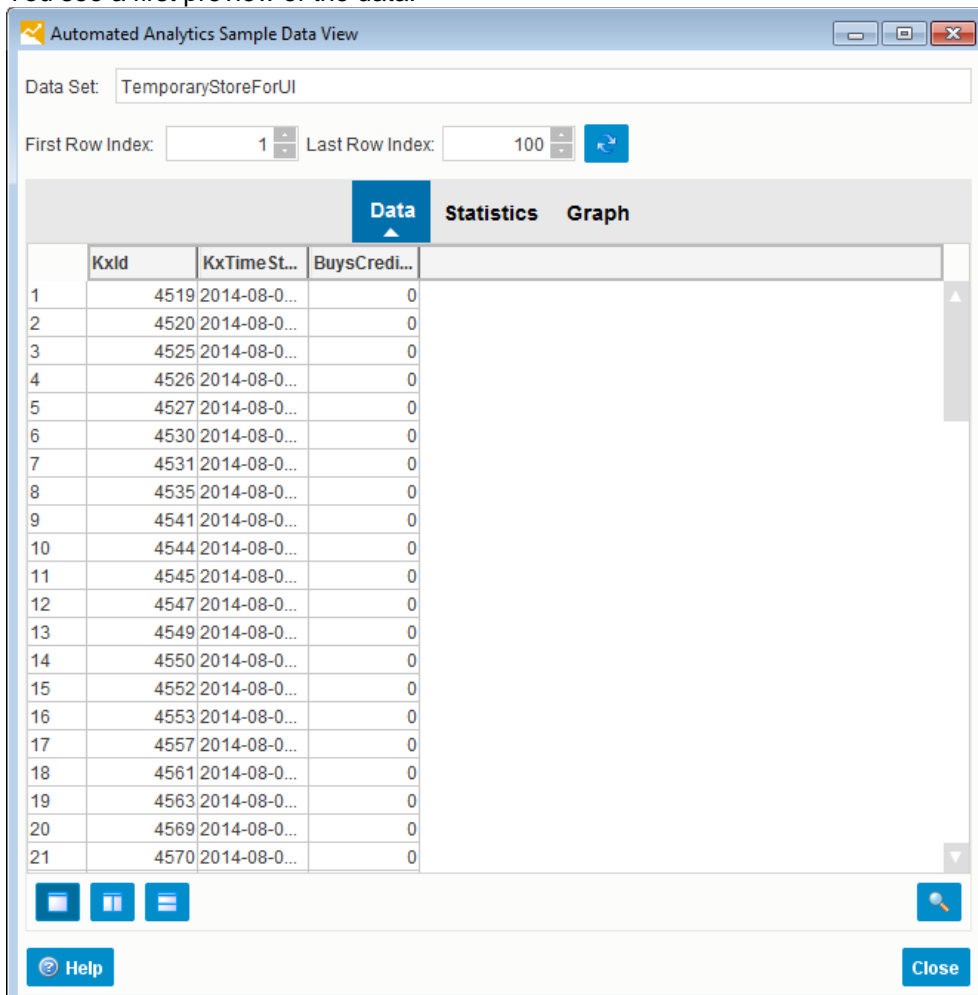 You see a first preview of the data.
Automated Analytics Sample Data View
Data Set: TemporaryStoreForUI
First Row Index: 1 Last Row Index: 100
Data Statistics Graph
KxId KxTimeSt... BuysCredi...
1 4519 2014-08-0... 0
2 4520 2014-08-0... 0
3 4525 2014-08-0... 0
4 4526 2014-08-0... 0
5 4527 2014-08-0... 0
6 4530 2014-08-0... 0
7 4531 2014-08-0... 0
8 4535 2014-08-0... 0
9 4541 2014-08-0... 0
10 4544 2014-08-0... 0
11 4545 2014-08-0... 0
12 4547 2014-08-0... 0
13 4549 2014-08-0... 0
14 4550 2014-08-0... 0
15 4552 2014-08-0... 0
16 4553 2014-08-0... 0
17 4557 2014-08-0... 0
18 4561 2014-08-0... 0
19 4563 2014-08-0... 0
20 4569 2014-08-0... 0
21 4570 2014-08-0... 0
Help Close